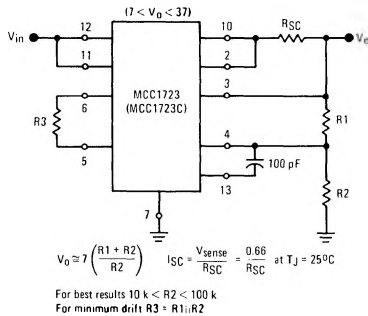 (7 < Vo < 37)
Vin
12
10
RSC
Vo
11
2
MCC1723
(MCC1723C)
3
6
R3
R1
4
5
100 pF
13
R2
7
Vo ≅ 7 (R1 + R2 / R2) ISC = Vsense / RSC = 0.66 / RSC at TJ = 25°C
For best results 10 k < R2 < 100 k
For minimum drift R3 = R1||R2